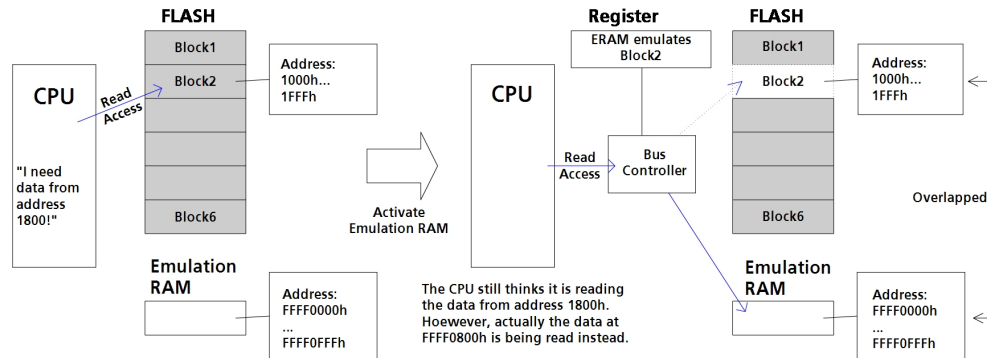 FLASH
Block1
Block2
Block6
CPU
"I need
data from
address
1800!"
Read
Access
Address:
1000h...
1FFFh
Emulation
RAM
Address:
FFFF0000h
...
FFFF0FFFh
Activate
Emulation RAM
Register
ERAM emulates
Block2
CPU
Read
Access
Bus
Controller
The CPU still thinks it is reading
the data from address 1800h.
Hoewever, actually the data at
FFFF0800h is being read instead.
FLASH
Block1
Block2
Block6
Address:
1000h...
1FFFh
Overlapped
Emulation
RAM
Address:
FFFF0000h
...
FFFF0FFFh